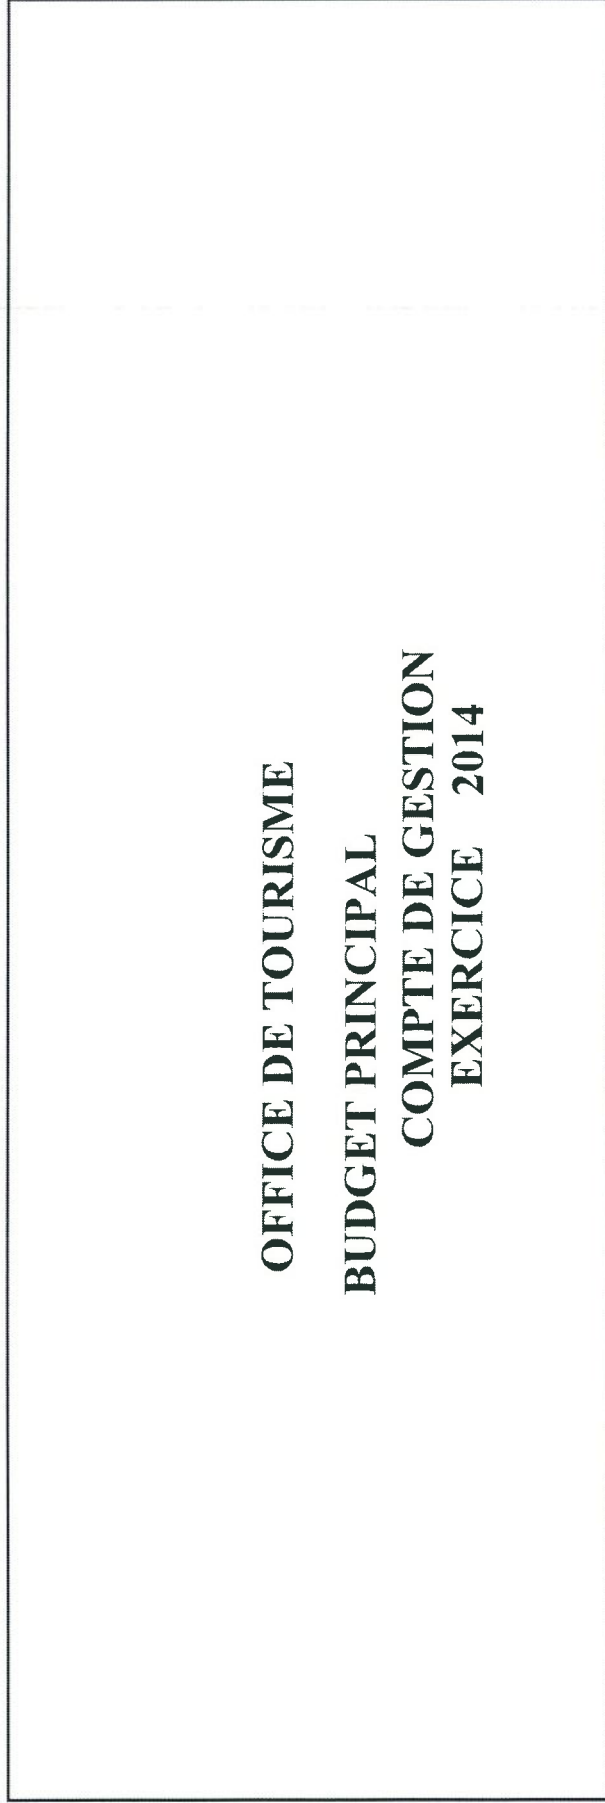 OFFICE DE TOURISME
BUDGET PRINCIPAL
COMPTE DE GESTION
EXERCICE 2014